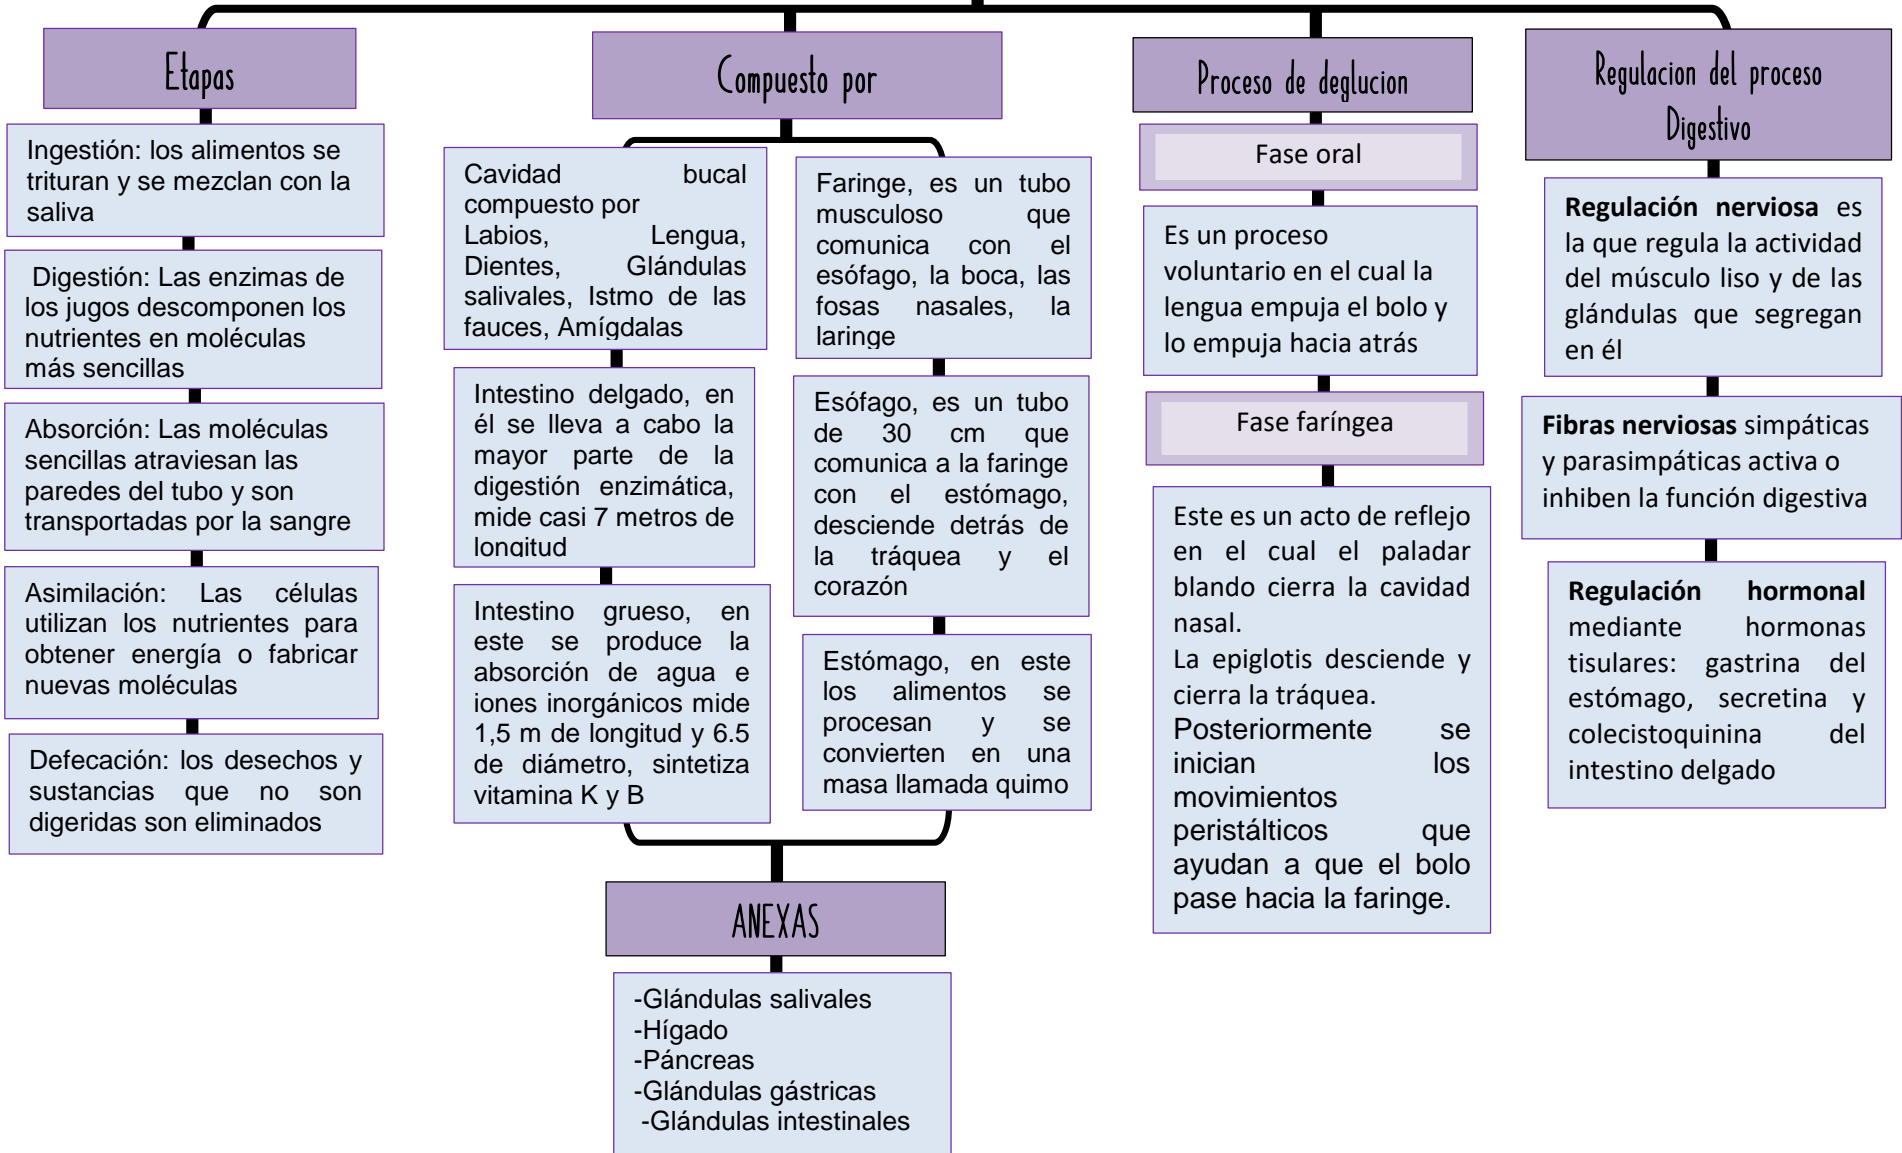 Etapas
Ingestión: los alimentos se
trituran y se mezclan con la
saliva
Digestión: Las enzimas de
los jugos descomponen los
nutrientes en moléculas
más sencillas
Absorción: Las moléculas
sencillas atraviesan las
paredes del tubo y son
transportadas por la sangre
Asimilación: Las células
utilizan los nutrientes para
obtener energía o fabricar
nuevas moléculas
Defecación: los desechos y
sustancias que no son
digeridas son eliminados
Compuesto por
Cavidad bucal
compuesto por
Labios, Lengua,
Dientes, Glándulas
salivales, Istmo de las
fauces, Amígdalas
Intestino delgado, en
él se lleva a cabo la
mayor parte de la
digestión enzimática,
mide casi 7 metros de
longitud
Intestino grueso, en
este se produce la
absorción de agua e
iones inorgánicos mide
1,5 m de longitud y 6.5
de diámetro, sintetiza
vitamina K y B
Faringe, es un tubo
musculoso que
comunica con el
esófago, la boca, las
fosas nasales, la
laringe
Esófago, es un tubo
de 30 cm que
comunica a la faringe
con el estómago,
desciende detrás de
la tráquea y el
corazón
Estómago, en este
los alimentos se
procesan y se
convierten en una
masa llamada quimo
ANEXAS
-Glándulas salivales
-Hígado
-Páncreas
-Glándulas gástricas
-Glándulas intestinales
Proceso de deglucion
Fase oral
Es un proceso
voluntario en el cual la
lengua empuja el bolo y
lo empuja hacia atrás
Fase faríngea
Este es un acto de reflejo
en el cual el paladar
blando cierra la cavidad
nasal.
La epiglotis desciende y
cierra la tráquea.
Posteriormente se
inician los
movimientos
peristálticos que
ayudan a que el bolo
pase hacia la faringe.
Regulacion del proceso
Digestivo
Regulación nerviosa es
la que regula la actividad
del músculo liso y de las
glándulas que segregan
en él
Fibras nerviosas simpáticas
y parasimpáticas activa o
inhiben la función digestiva
Regulación hormonal
mediante hormonas
tisulares: gastrina del
estómago, secretina y
colecistoquinina del
intestino delgado